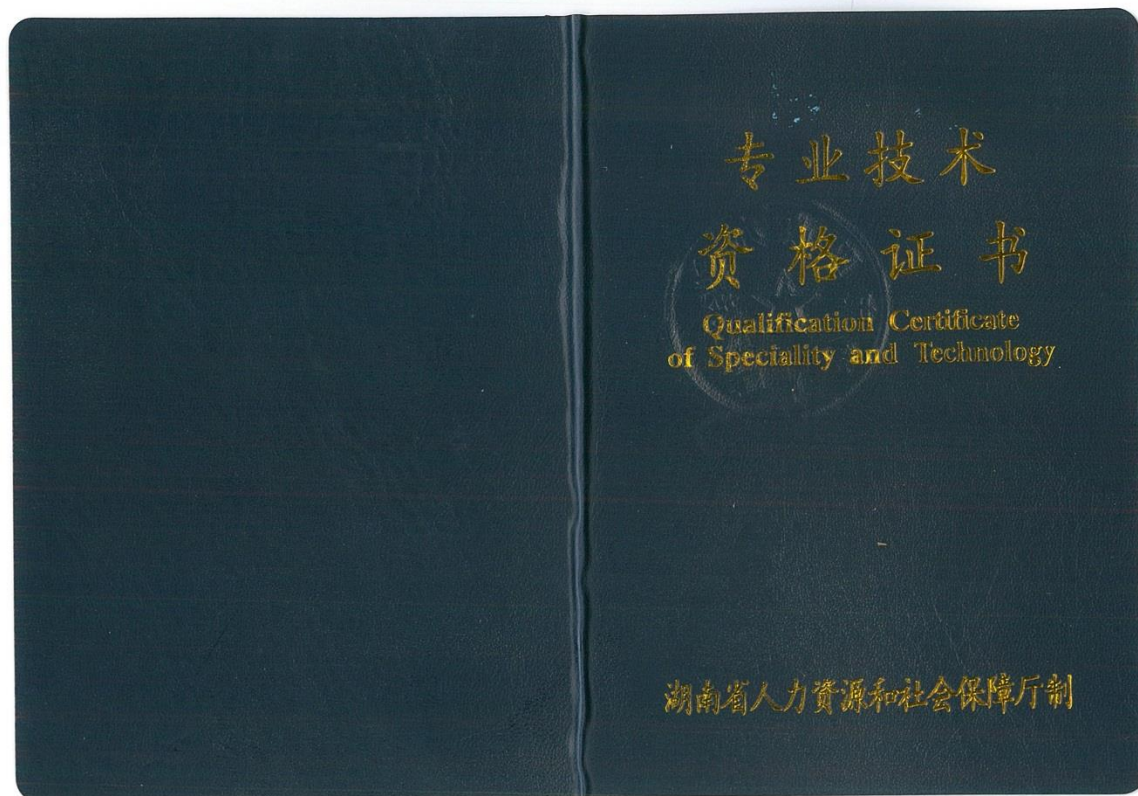 专业技术
资格证书
Qualification Certificate
of Speciality and Technology
湖南省人力资源和社会保障厅制